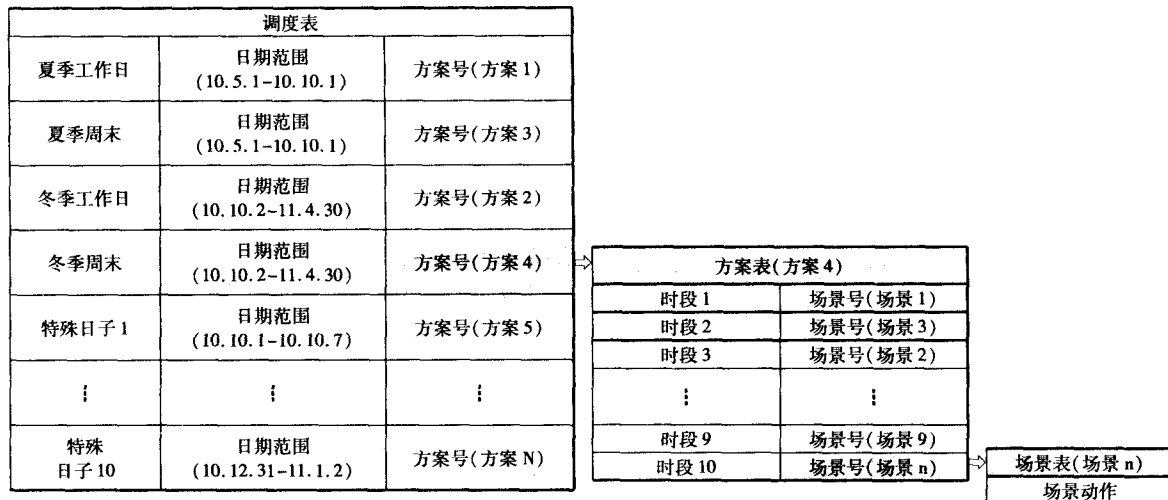 调度表
夏季工作日
日期范围
(10.5.1-10.10.1)
方案号(方案1)
夏季周末
日期范围
(10.5.1-10.10.1)
方案号(方案3)
冬季工作日
日期范围
(10.10.2-11.4.30)
方案号(方案2)
冬季周末
日期范围
(10.10.2-11.4.30)
方案号(方案4)
特殊日子1
日期范围
(10.10.1-10.10.7)
方案号(方案5)
特殊
日子10
日期范围
(10.12.31-11.1.2)
方案号(方案N)
方案表(方案4)
时段1
场景号(场景1)
时段2
场景号(场景3)
时段3
场景号(场景2)
时段9
场景号(场景9)
时段10
场景号(场景n)
场景表(场景n)
场景动作